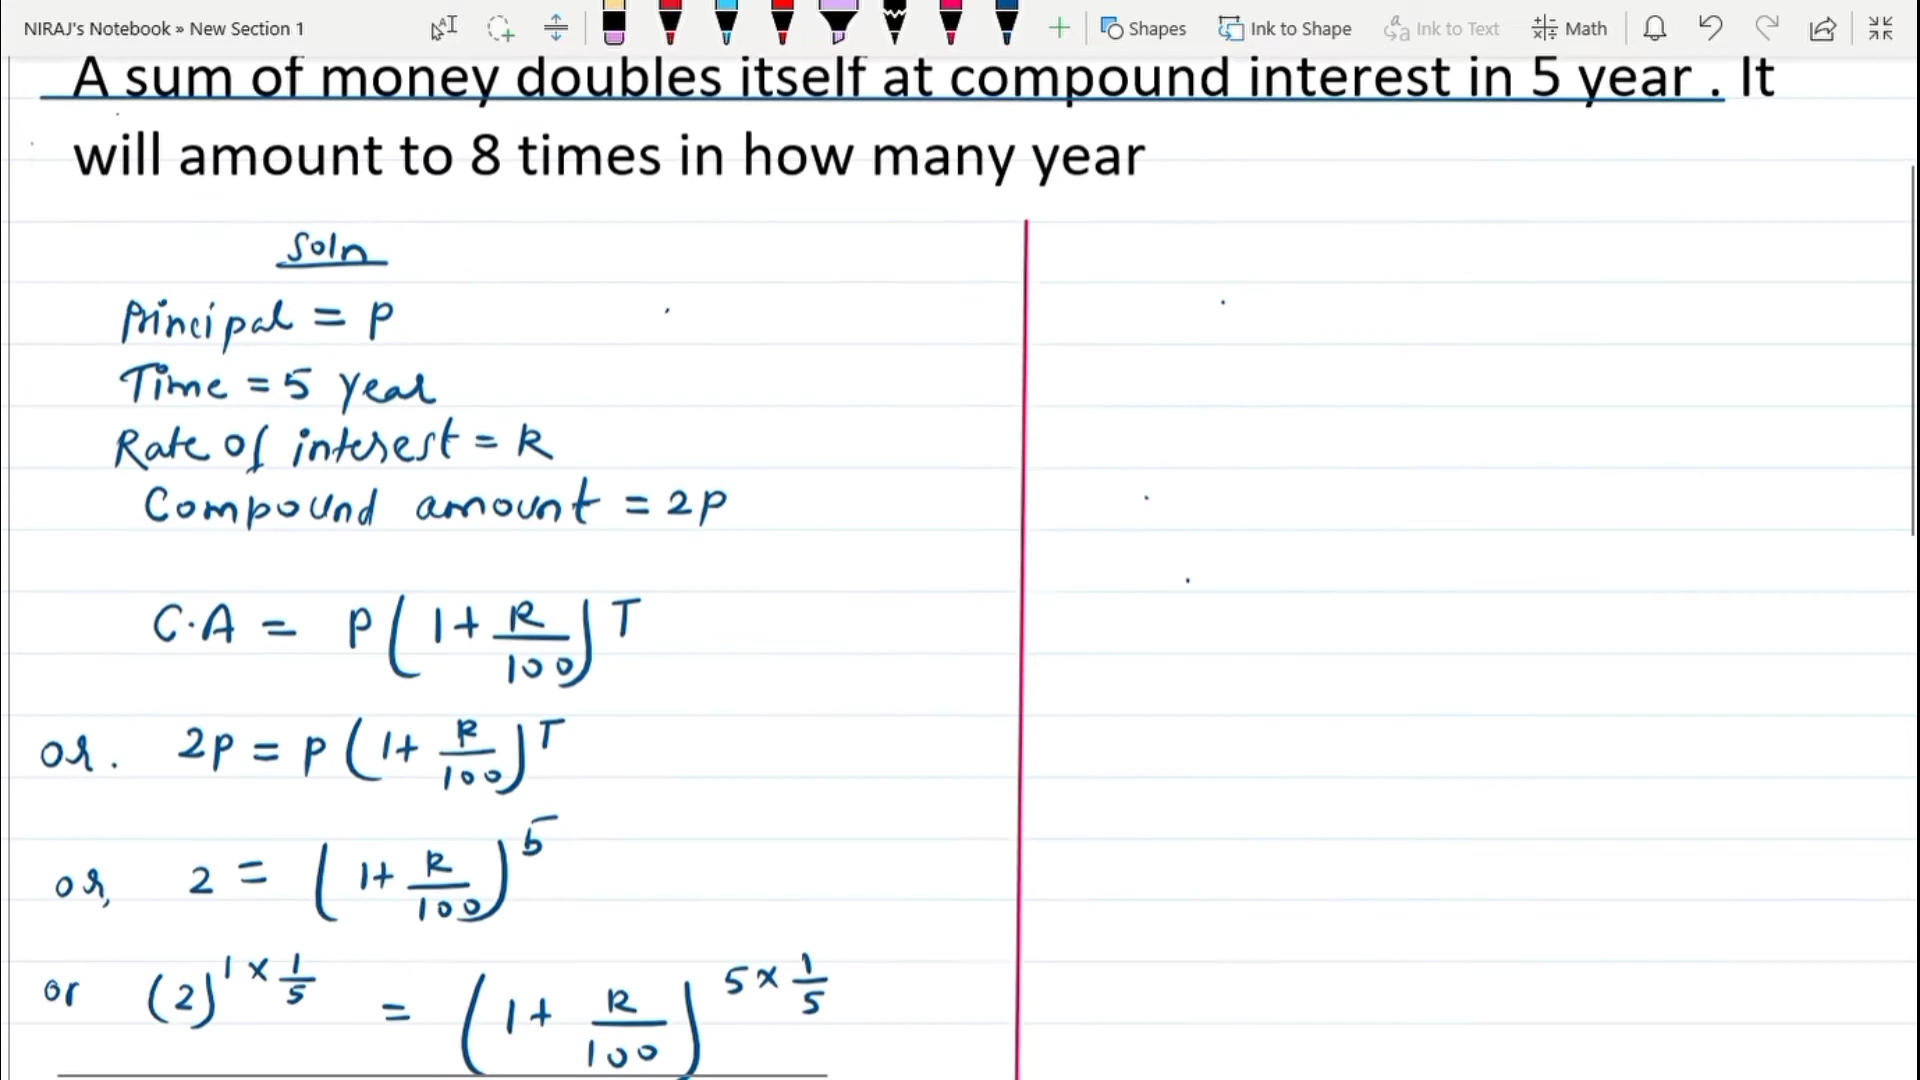 NIRAJ's Notebook » New Section 1
Shapes
Ink to Shape
Ink to Text
Math
A sum of money doubles itself at compound interest in 5 year . It
will amount to 8 times in how many year
Soln
Principal = P
Time = 5 Year
Rate of interest = R
Compound amount = 2P
C.A = P(1+R/100)^T
or. 2P = P(1+R/100)^T
or, 2 = (1+R/100)^5
or (2)^1×1/5 = (1+R/100)^5×1/5